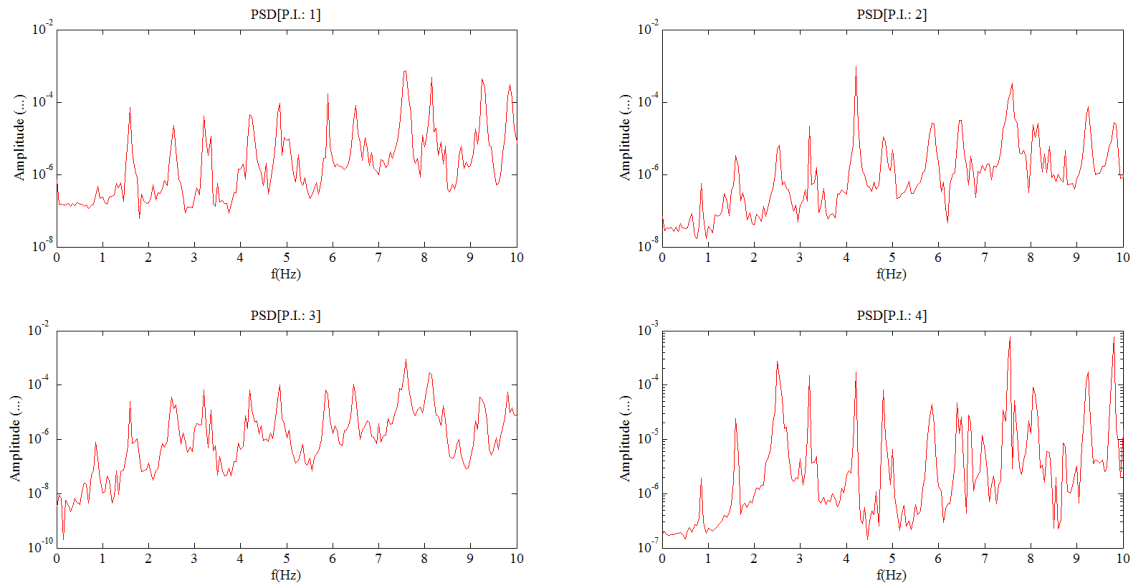 PSD[P.I.: 1]
10^-2
10^-4
10^-6
10^-8
Amplitude (...)
0 1 2 3 4 5 6 7 8 9 10
f(Hz)
PSD[P.I.: 2]
10^-2
10^-4
10^-6
10^-8
Amplitude (...)
0 1 2 3 4 5 6 7 8 9 10
f(Hz)
PSD[P.I.: 3]
10^-2
10^-4
10^-6
10^-8
10^-10
Amplitude (...)
0 1 2 3 4 5 6 7 8 9 10
f(Hz)
PSD[P.I.: 4]
10^-3
10^-4
10^-5
10^-6
10^-7
Amplitude (...)
0 1 2 3 4 5 6 7 8 9 10
f(Hz)